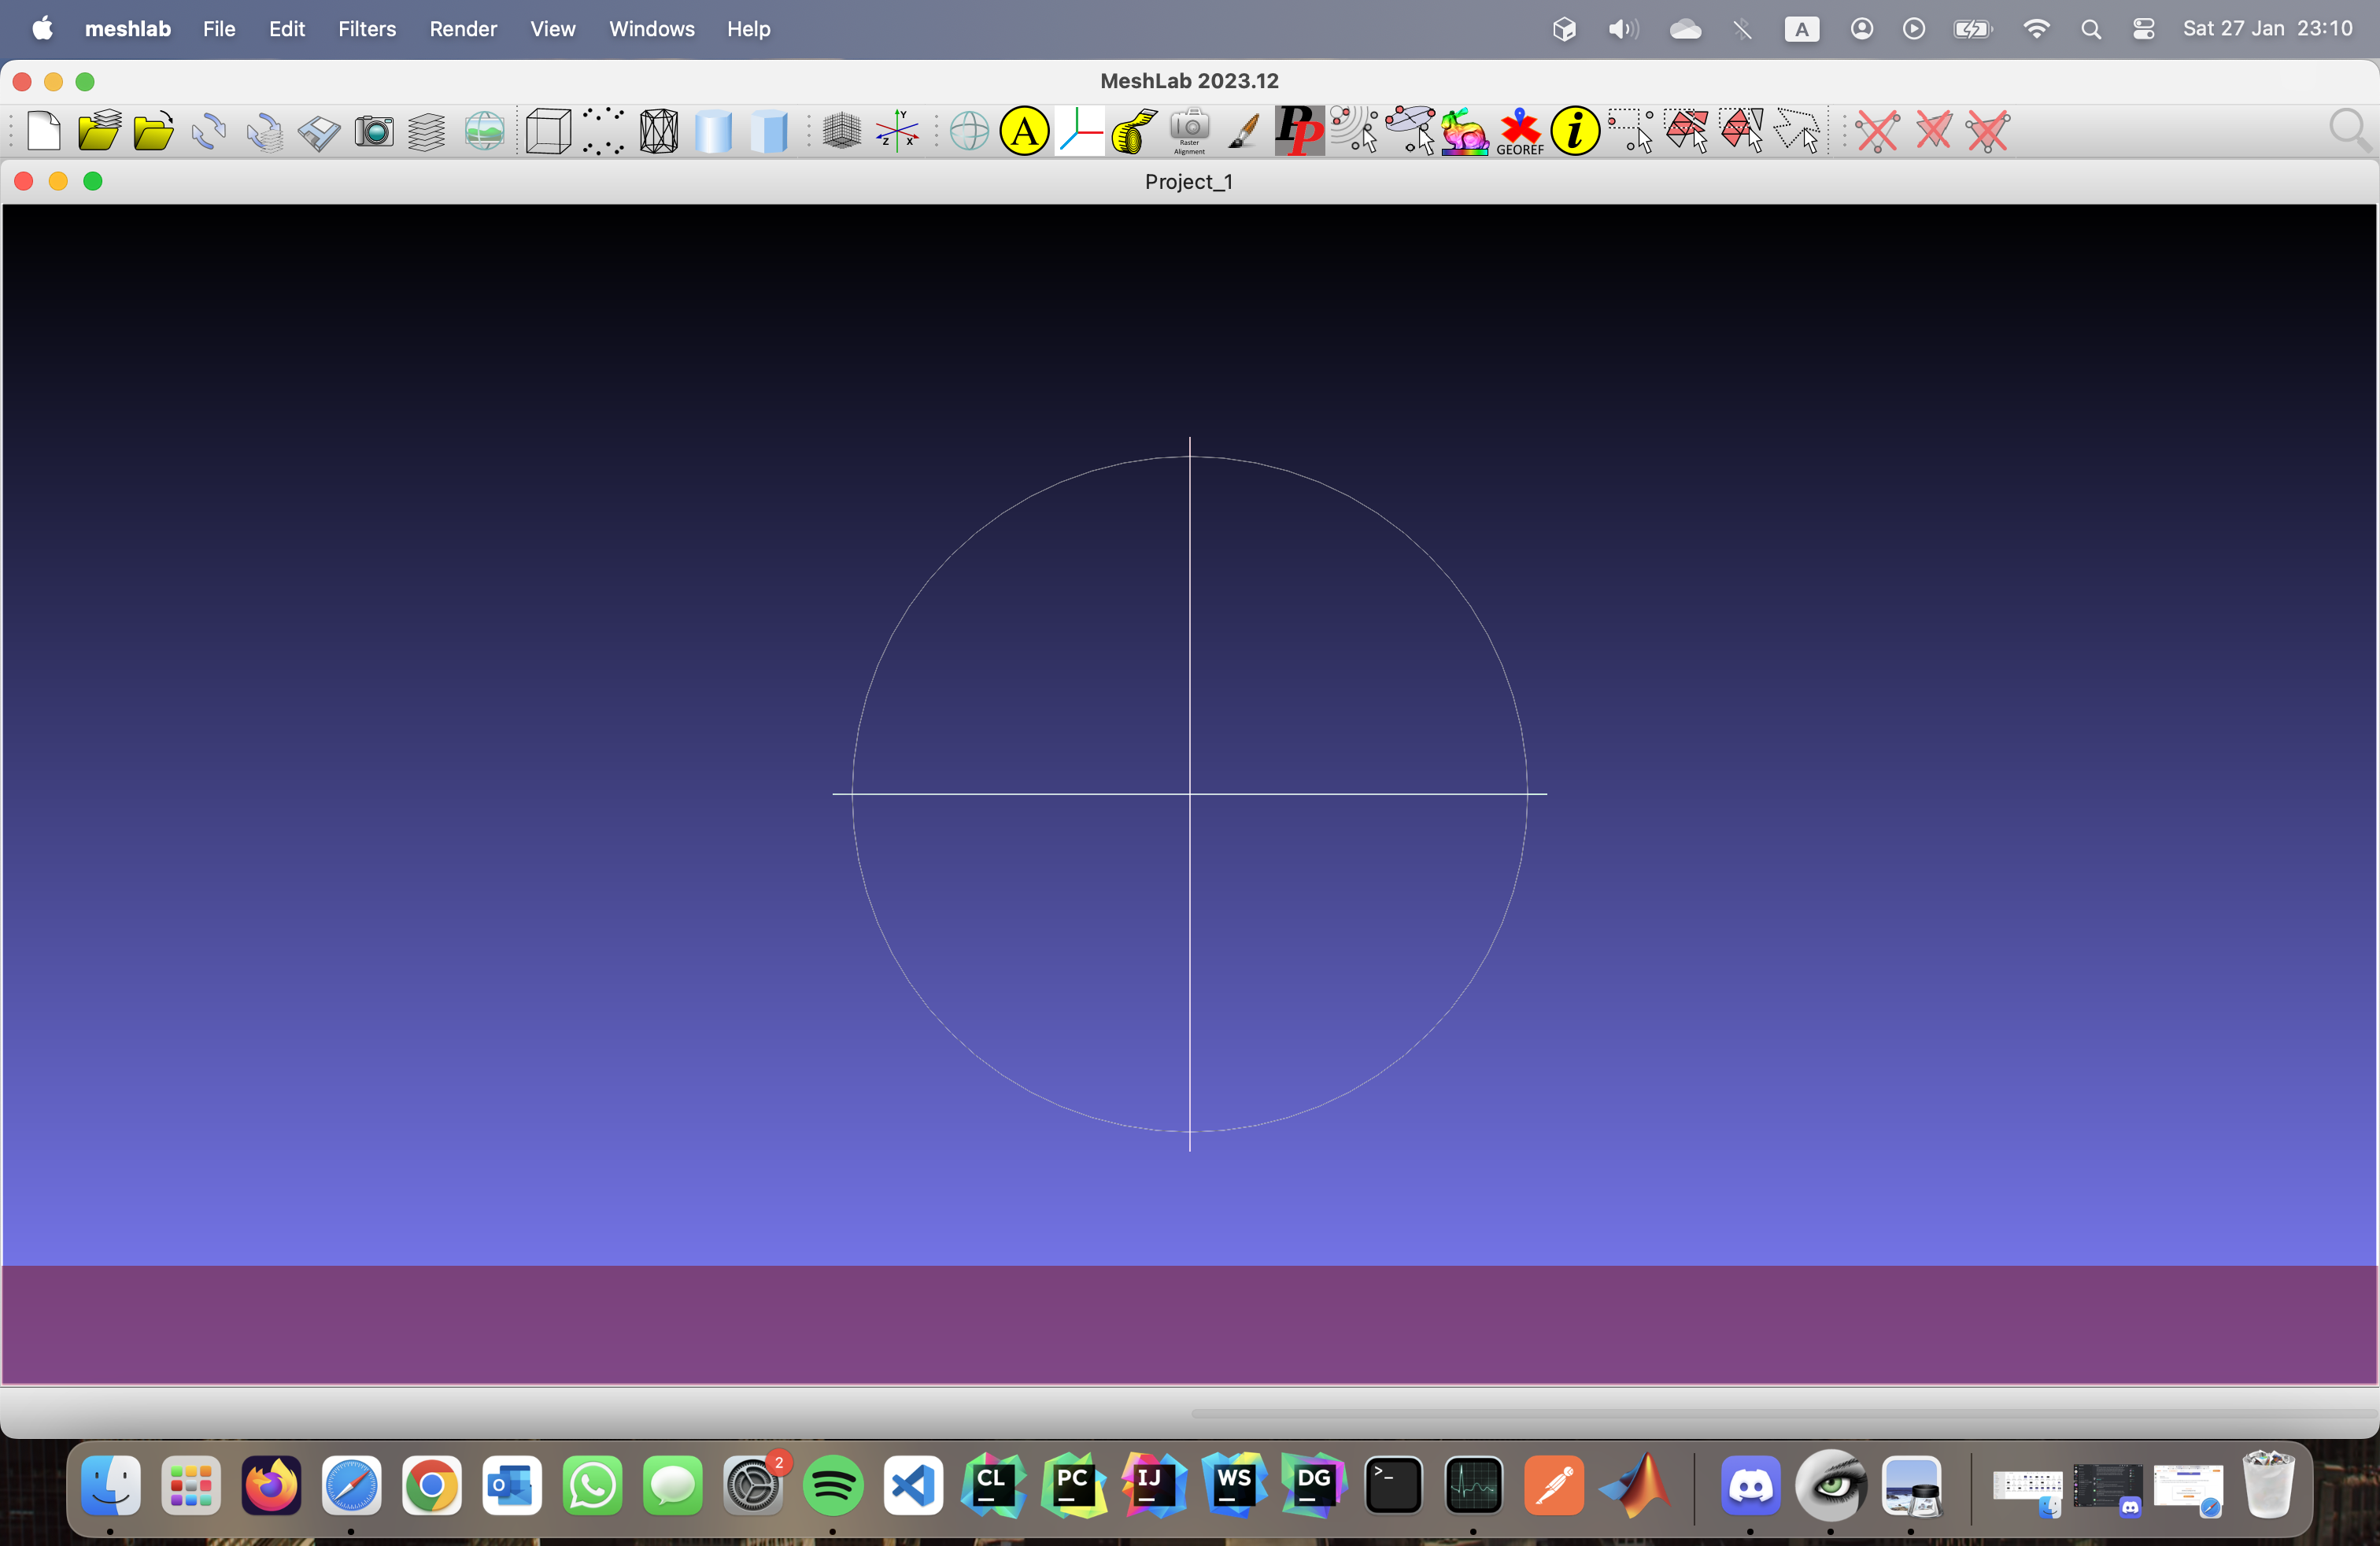 meshlab File Edit Filters Render View Windows Help A Sat 27 Jan 23:10
MeshLab 2023.12
A Raster Alignment PP GEOREF i
Y Z X
Project_1
2 CL PC IJ WS DG >_